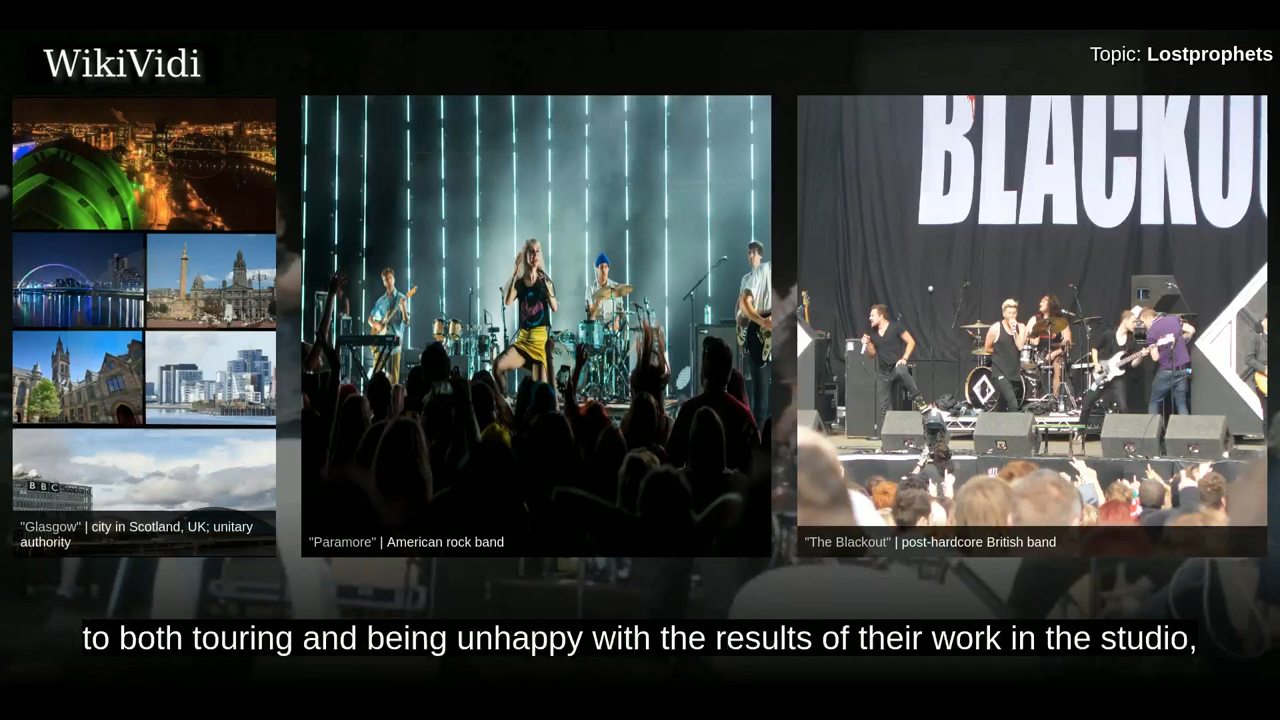 WikiVidi
Topic: Lostprophets
BLACKO
BBC
"Glasgow" | city in Scotland, UK; unitary
authority
"Paramore" | American rock band
"The Blackout" | post-hardcore British band
to both touring and being unhappy with the results of their work in the studio,